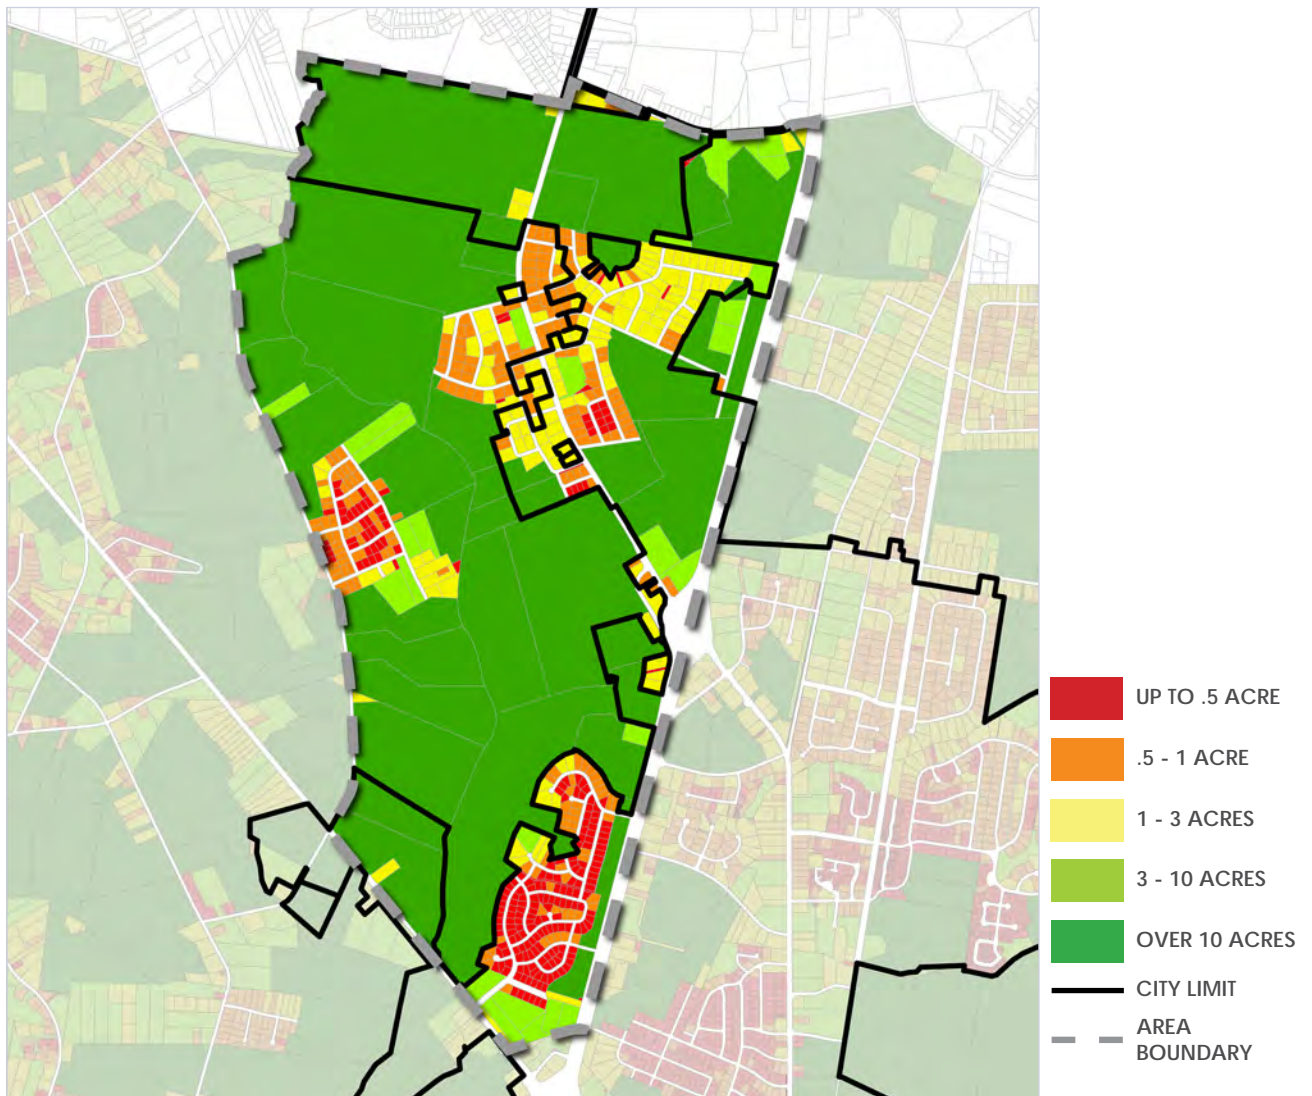 UP TO .5 ACRE
.5 - 1 ACRE
1 - 3 ACRES
3 - 10 ACRES
OVER 10 ACRES
CITY LIMIT
AREA
BOUNDARY